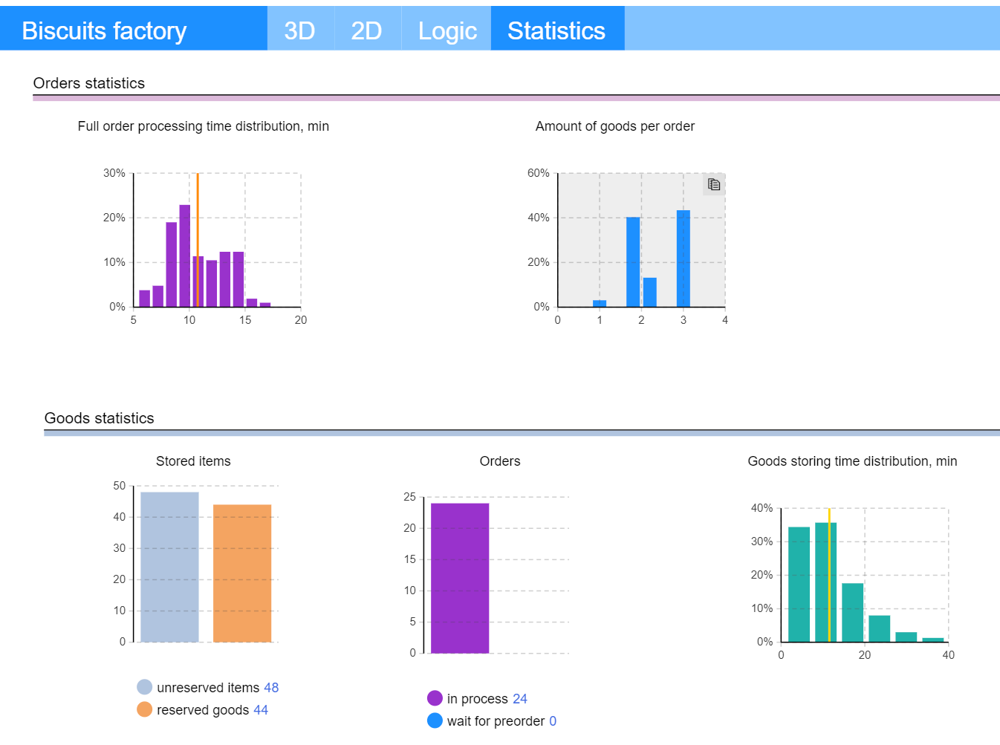 Biscuits factory 3D 2D Logic Statistics
Orders statistics
Full order processing time distribution, min
30%
20%
10%
0%
5 10 15 20
Amount of goods per order
60%
40%
20%
0%
0 1 2 3 4
Goods statistics
Stored items
50
40
30
20
10
0
unreserved items 48
reserved goods 44
Orders
25
20
15
10
5
0
in process 24
wait for preorder 0
Goods storing time distribution, min
40%
30%
20%
10%
0%
0 20 40